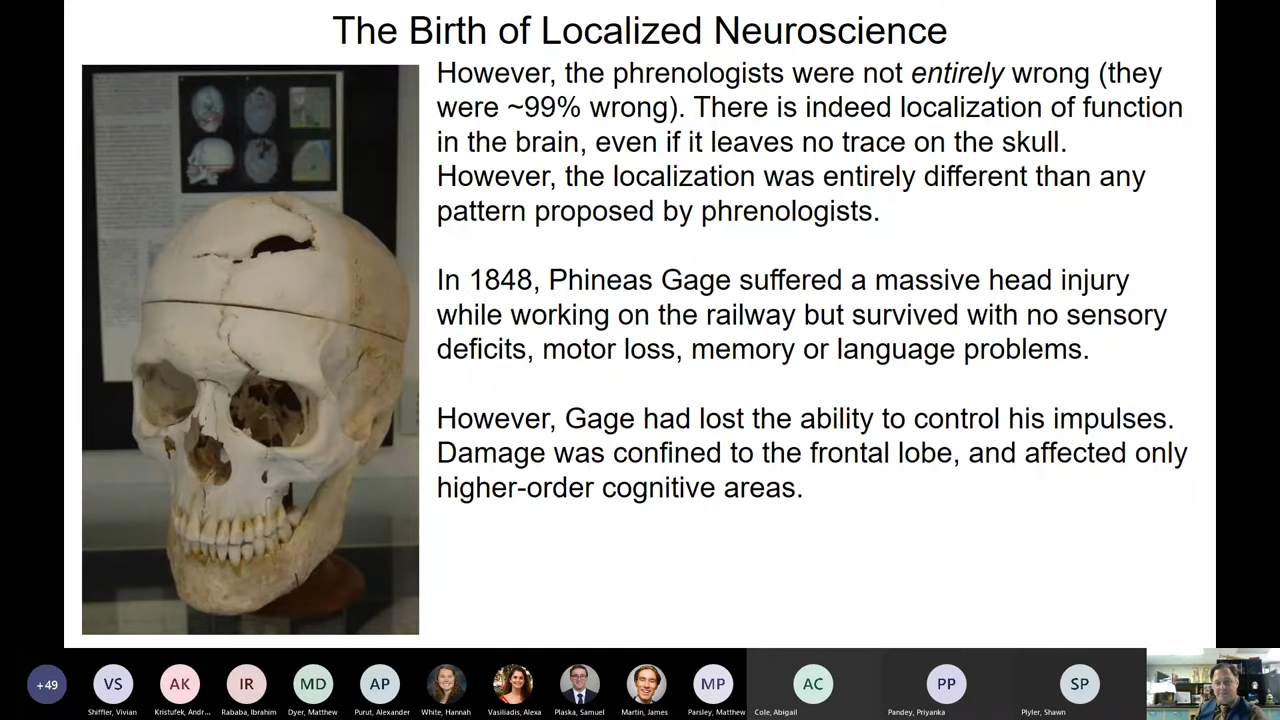 The Birth of Localized Neuroscience
However, the phrenologists were not entirely wrong (they
were ~99% wrong). There is indeed localization of function
in the brain, even if it leaves no trace on the skull.
However, the localization was entirely different than any
pattern proposed by phrenologists.
In 1848, Phineas Gage suffered a massive head injury
while working on the railway but survived with no sensory
deficits, motor loss, memory or language problems.
However, Gage had lost the ability to control his impulses.
Damage was confined to the frontal lobe, and affected only
higher-order cognitive areas.
+49
VS
AK
IR
MD
AP
MP
AC
PP
SP
Shiffler, Vivian
Kristufek, Andr...
Rababa, Ibrahim
Dyer, Matthew
Purut, Alexander
White, Hannah
Vasiliadis, Alexa
Plaska, Samuel
Martin, James
Parsley, Matthew
Cole, Abigail
Pandey, Priyanka
Plyler, Shawn